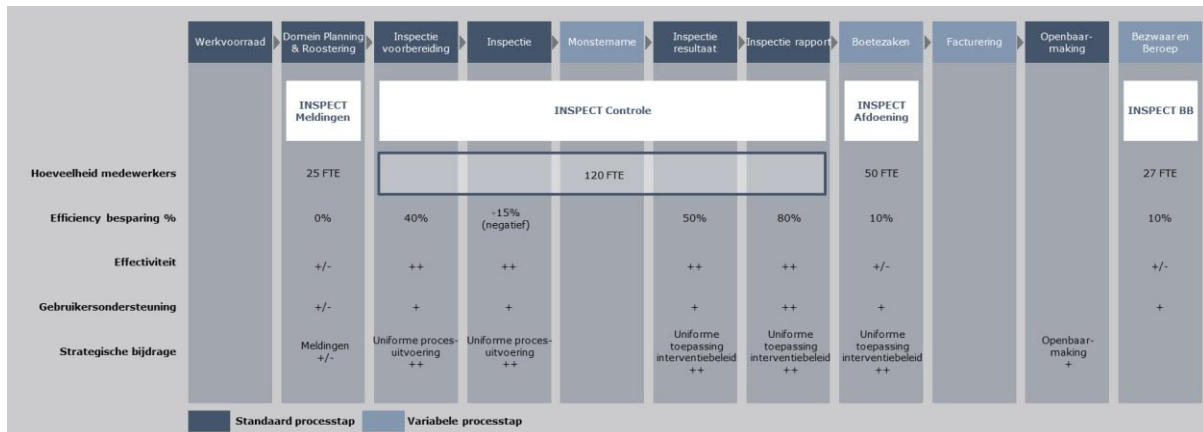 Werkvoorraad
Domein Planning
& Roostering
Inspectie
voorbereiding
Inspectie
Monstername
Inspectie
resultaat
Inspectie rapport
Boetezaken
Facturering
Openbaar-
making
Bezwaar en
Beroep
INSPECT
Meldingen
INSPECT Controle
INSPECT
Afdoening
INSPECT BB
Hoeveelheid medewerkers
25 FTE
120 FTE
50 FTE
27 FTE
Efficiency besparing %
0%
40%
-15%
(negatief)
50%
80%
10%
10%
Effectiviteit
+/-
++
++
++
++
+/-
+/-
Gebruikersondersteuning
+/-
+
+
+
++
+
+
Strategische bijdrage
Meldingen
+/-
Uniforme proces-
uitvoering
++
Uniforme proces-
uitvoering
++
Uniforme
toepassing
interventiebeleid
++
Uniforme
toepassing
interventiebeleid
++
Uniforme
toepassing
interventiebeleid
++
Openbaar-
making
+
Standaard processtap
Variabele processtap